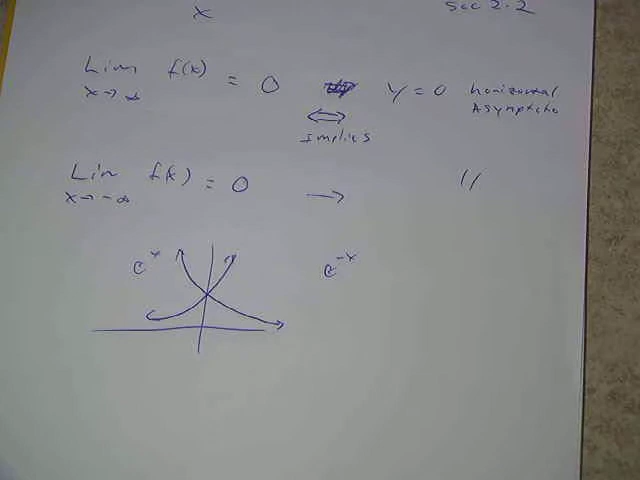 x Sec 2.2
Lim f(x) = 0 y = 0 horizontal
x→∞ ⟺ Asymptote
Implies
Lim f(x) = 0 → "
x→-∞
e^x e^-x